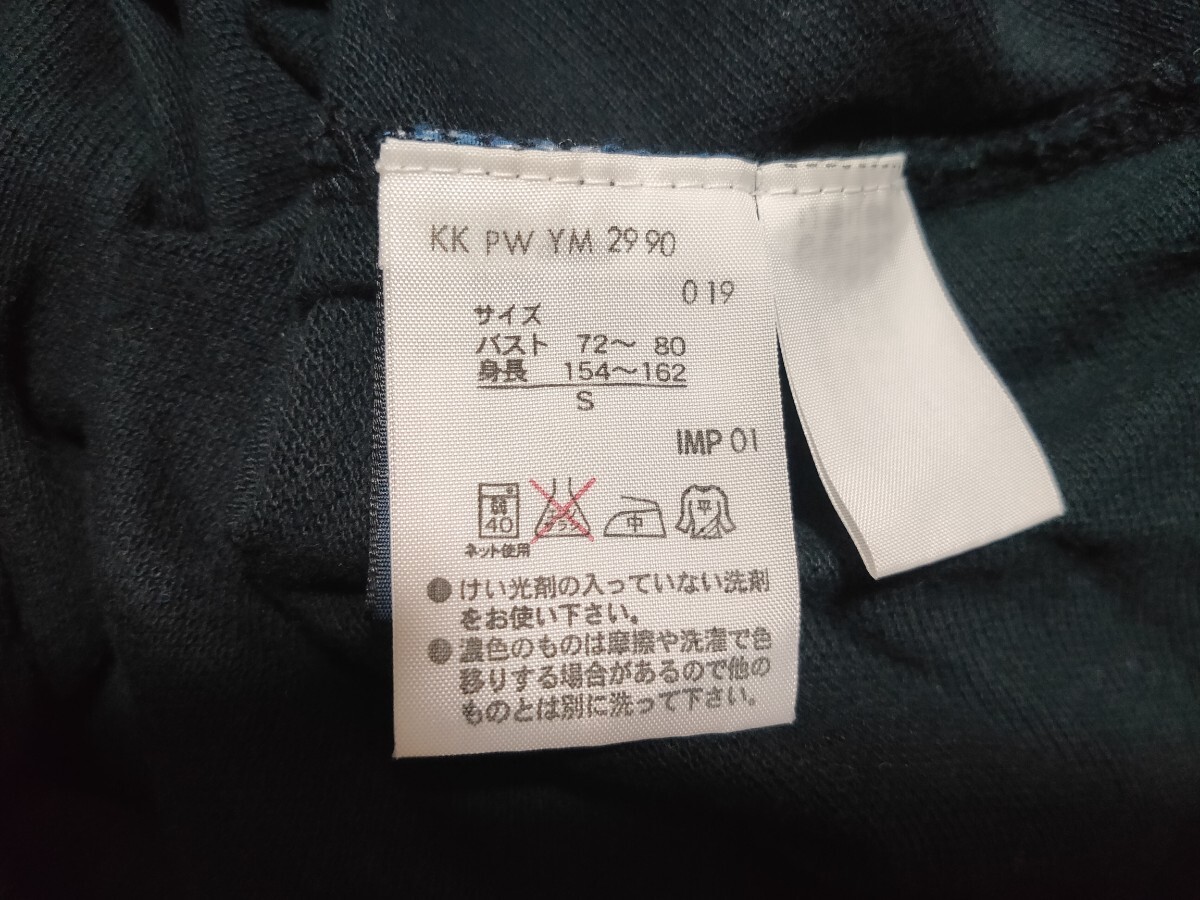 KK PW YM 2990
019
サイズ
バスト 72～ 80
身長 154～162
S
IMP 01
弱
40
中
平
ネット使用
●けい光剤の入っていない洗剤
をお使い下さい。
●濃色のものは摩擦や洗濯で色
移りする場合があるので他の
ものとは別に洗って下さい。